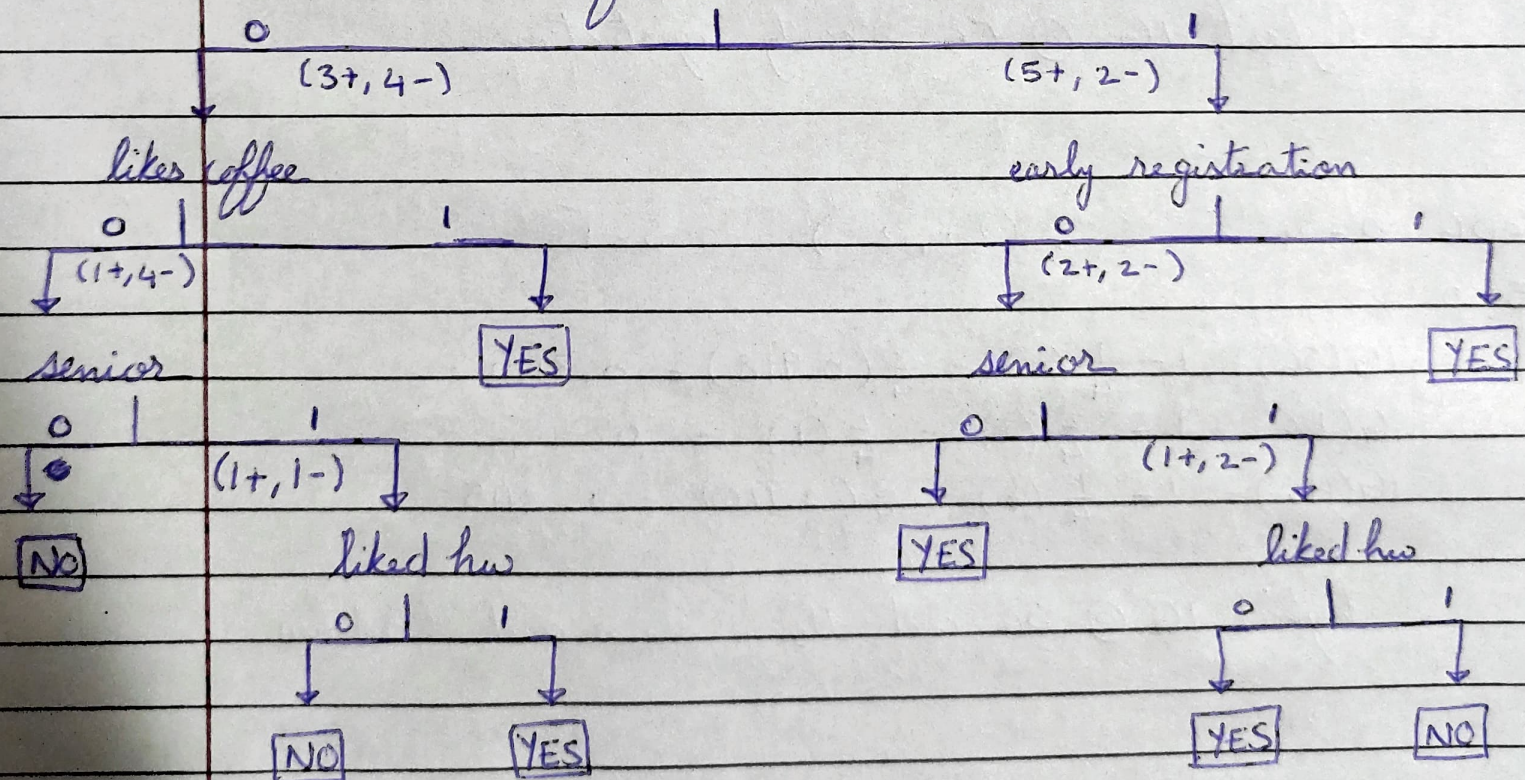 0 1
(3+, 4-) (5+, 2-)
likes coffee early registration
0 1 0 1
(1+, 4-) (2+, 2-)
senior YES senior YES
0 1 0 1
(1+, 1-) (1+, 2-)
NO liked hw YES liked hw
0 1 0 1
NO YES YES NO